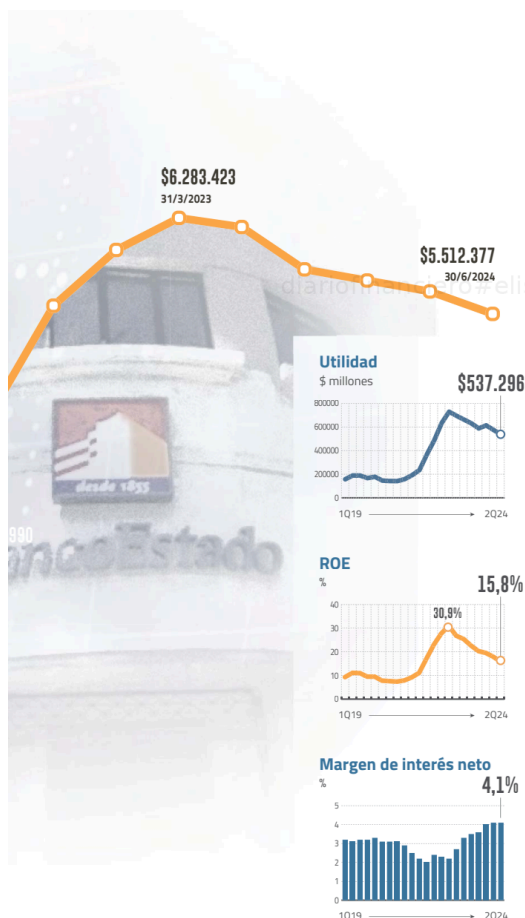 $6.283.423
31/3/2023
$5.512.377
30/6/2024
diariofinanciero#eli
Utilidad
$ millones
$537.296
800000
600000
400000
200000
0
1Q19
2Q24
desde 1855
990
ancoEstado
ROE
%
15,8%
30,9%
40
30
20
10
0
1Q19
2Q24
Margen de interés neto
%
4,1%
5
4
3
2
1
0
1Q19
2Q24